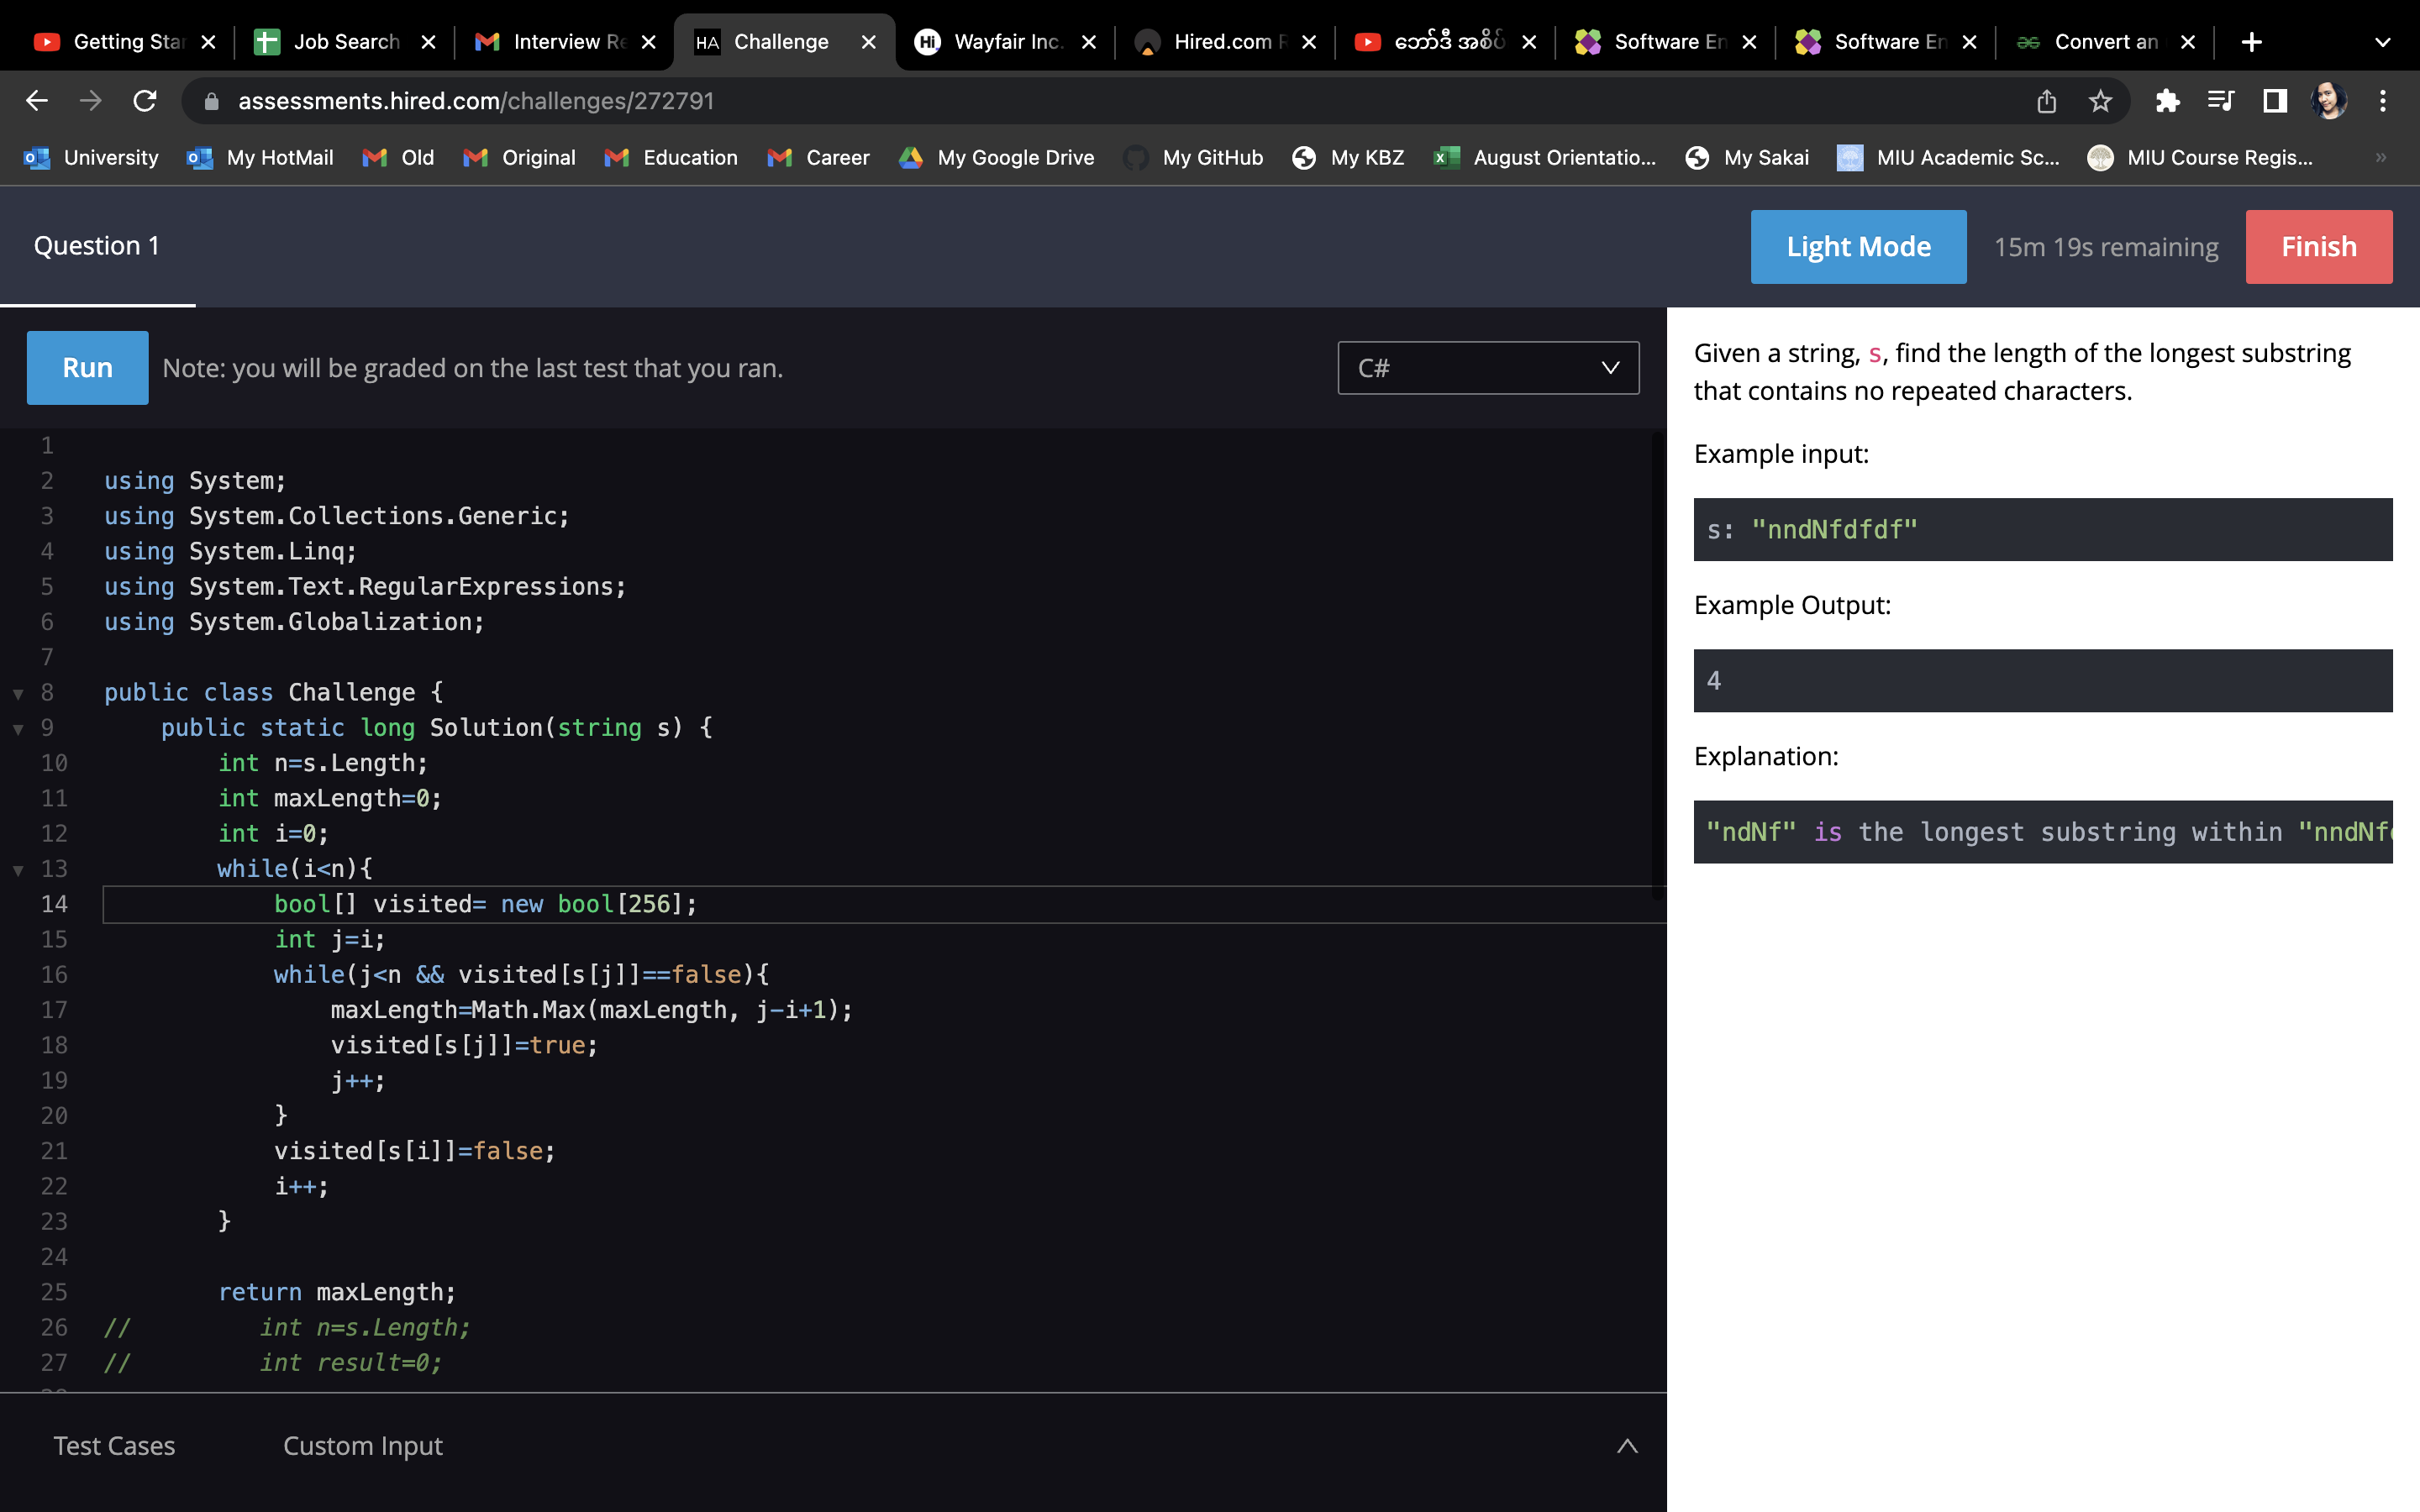 Getting Star
Job Search
Interview Re
HA Challenge
Hi Wayfair Inc.
Hired.com R
ဘော်ဒီ အစိပ်
Software En
Software En
Convert an
assessments.hired.com/challenges/272791
University
My HotMail
Old
Original
Education
Career
My Google Drive
My GitHub
My KBZ
August Orientatio...
My Sakai
MIU Academic Sc...
MIU Course Regis...
»
Question 1
Light Mode
15m 19s remaining
Finish
Run
Note: you will be graded on the last test that you ran.
C#
1
2 using System;
3 using System.Collections.Generic;
4 using System.Linq;
5 using System.Text.RegularExpressions;
6 using System.Globalization;
7
8 public class Challenge {
9 public static long Solution(string s) {
10 int n=s.Length;
11 int maxLength=0;
12 int i=0;
13 while(i<n){
14 bool[] visited= new bool[256];
15 int j=i;
16 while(j<n && visited[s[j]]==false){
17 maxLength=Math.Max(maxLength, j-i+1);
18 visited[s[j]]=true;
19 j++;
20 }
21 visited[s[i]]=false;
22 i++;
23 }
24
25 return maxLength;
26 // int n=s.Length;
27 // int result=0;
Test Cases
Custom Input
Given a string, s, find the length of the longest substring
that contains no repeated characters.
Example input:
s: "nndNfdfdf"
Example Output:
4
Explanation:
"ndNf" is the longest substring within "nndNf